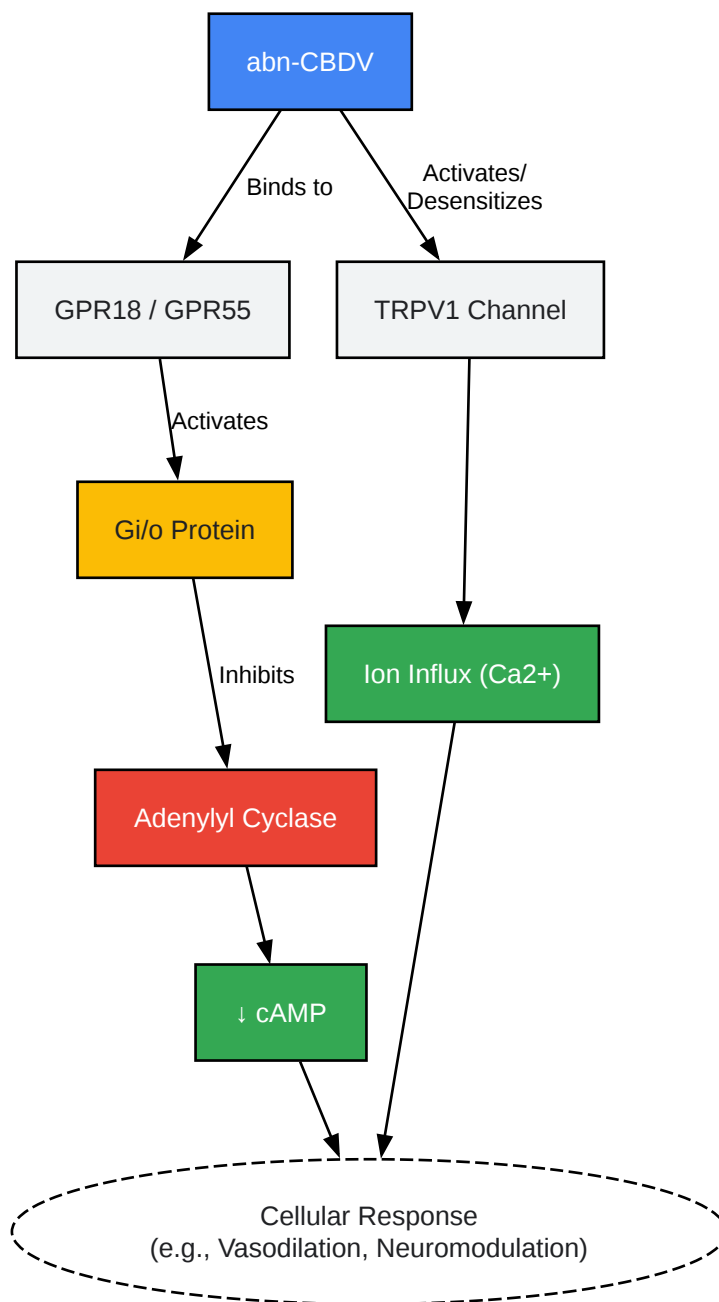 abn-CBDV
Binds to
Activates/
Desensitizes
GPR18 / GPR55
TRPV1 Channel
Activates
Gi/o Protein
Inhibits
Ion Influx (Ca2+)
Adenylyl Cyclase
↓ cAMP
Cellular Response
(e.g., Vasodilation, Neuromodulation)